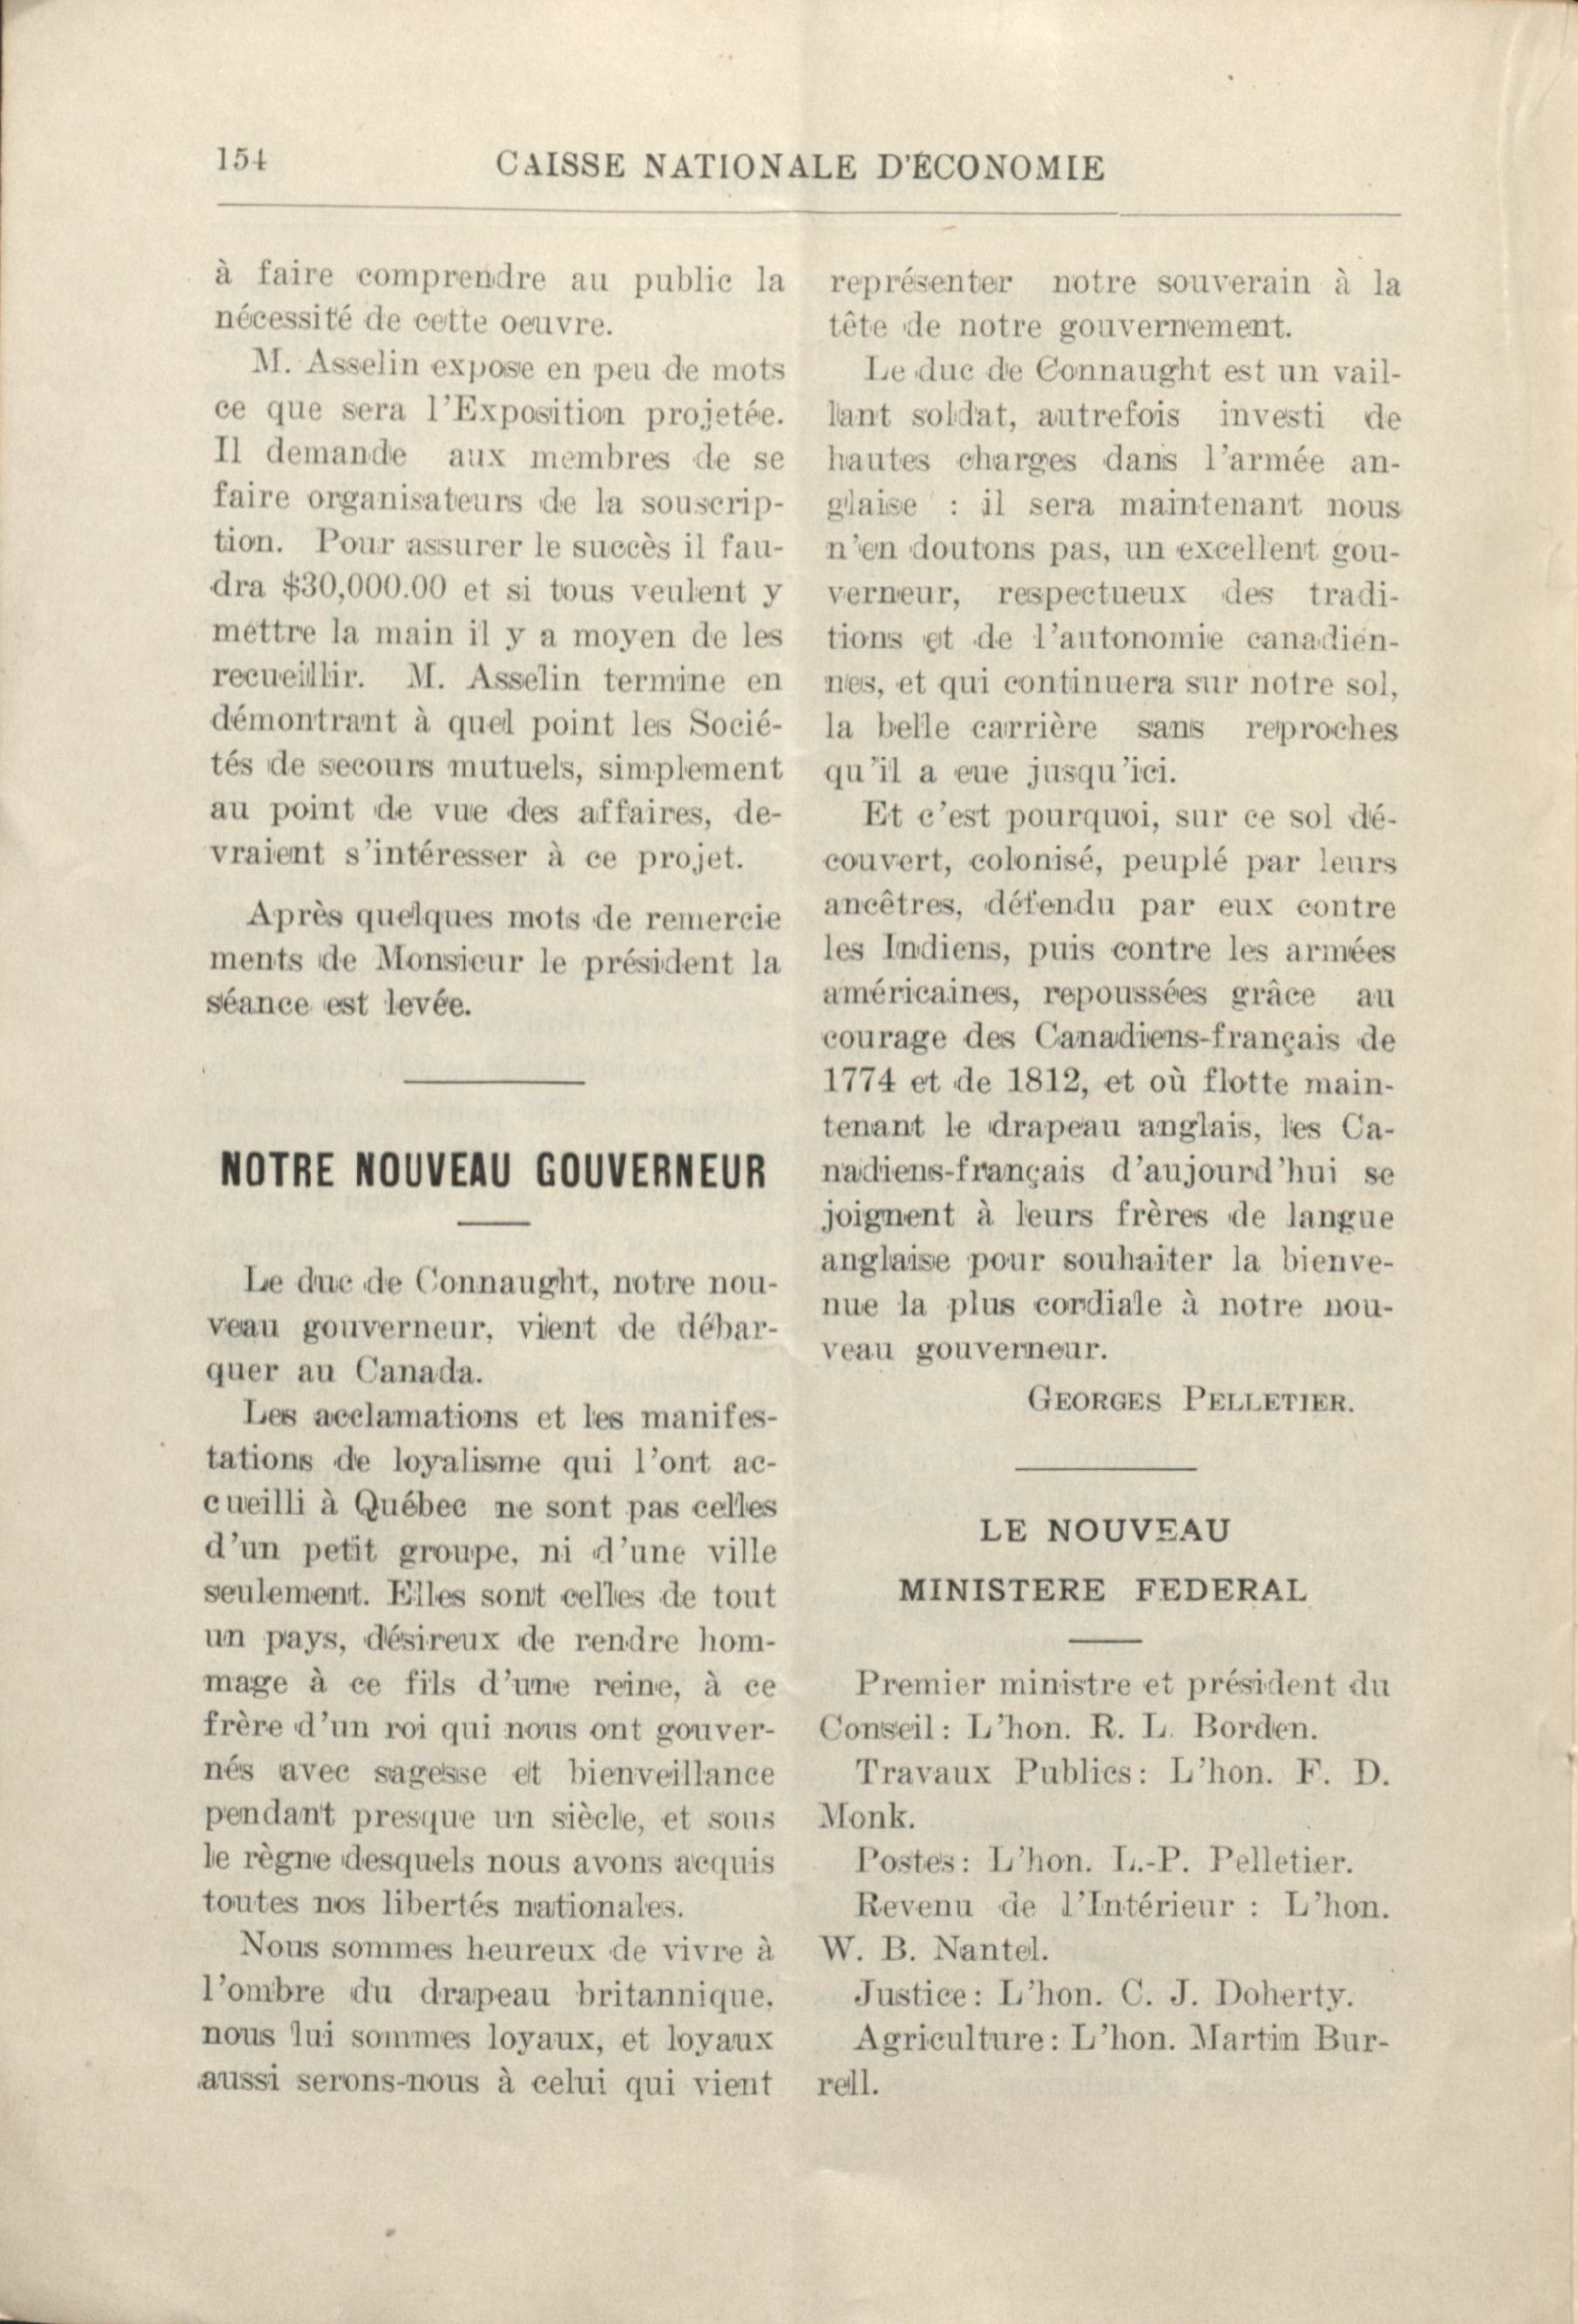 154
CAISSE NATIONALE D'ÉCONOMIE
à faire comprendre au public la
nécessité de cette oeuvre.
M. Asselin expose en peu de mots
ce que sera l'Exposition projetée.
Il demande aux membres de se
faire organisateurs de la souscrip-
tion. Pour assurer le succès il fau-
dra $30,000.00 et si tous veulent y
mettre la main il y a moyen de les
recueillir. M. Asselin termine en
démontrant à quel point les Socié-
tés de secours mutuels, simplement
au point de vue des affaires, de-
vraient s'intéresser à ce projet.
Après quelques mots de remercie
ments de Monsieur le président la
séance est levée.
NOTRE NOUVEAU GOUVERNEUR
Le duc de Connaught, notre nou-
veau gouverneur, vient de débar-
quer au Canada.
Les acclamations et les manifes-
tations de loyalisme qui l'ont ac-
cueilli à Québec ne sont pas celles
d'un petit groupe, ni d'une ville
seulement. Elles sont celles de tout
un pays, désireux de rendre hom-
mage à ce fils d'une reine, à ce
frère d'un roi qui nous ont gouver-
nés avec sagesse et bienveillance
pendant presque un siècle, et sous
le règne desquels nous avons acquis
toutes nos libertés nationales.
Nous sommes heureux de vivre à
l'ombre du drapeau britannique,
nous lui sommes loyaux, et loyaux
aussi serons-nous à celui qui vient
représenter notre souverain à la
tête de notre gouvernement.
Le duc de Connaught est un vail-
lant soldat, autrefois investi de
hautes charges dans l'armée an-
glaise : il sera maintenant nous
n'en doutons pas, un excellent gou-
verneur, respectueux des tradi-
tions et de l'autonomie canadien-
nes, et qui continuera sur notre sol,
la belle carrière sans reproches
qu'il a eue jusqu'ici.
Et c'est pourquoi, sur ce sol dé-
couvert, colonisé, peuplé par leurs
ancêtres, défendu par eux contre
les Indiens, puis contre les armées
américaines, repoussées grâce au
courage des Canadiens-français de
1774 et de 1812, et où flotte main-
tenant le drapeau anglais, les Ca-
nadiens-français d'aujourd'hui se
joignent à leurs frères de langue
anglaise pour souhaiter la bienve-
nue la plus cordiale à notre nou-
veau gouverneur.
GEORGES PELLETIER.
LE NOUVEAU
MINISTERE FEDERAL
Premier ministre et président du
Conseil: L'hon. R. L. Borden.
Travaux Publics: L'hon. F. D.
Monk.
Postes: L'hon. L.-P. Pelletier.
Revenu de l'Intérieur : L'hon.
W. B. Nantel.
Justice: L'hon. C. J. Doherty.
Agriculture: L'hon. Martin Bur-
rell.